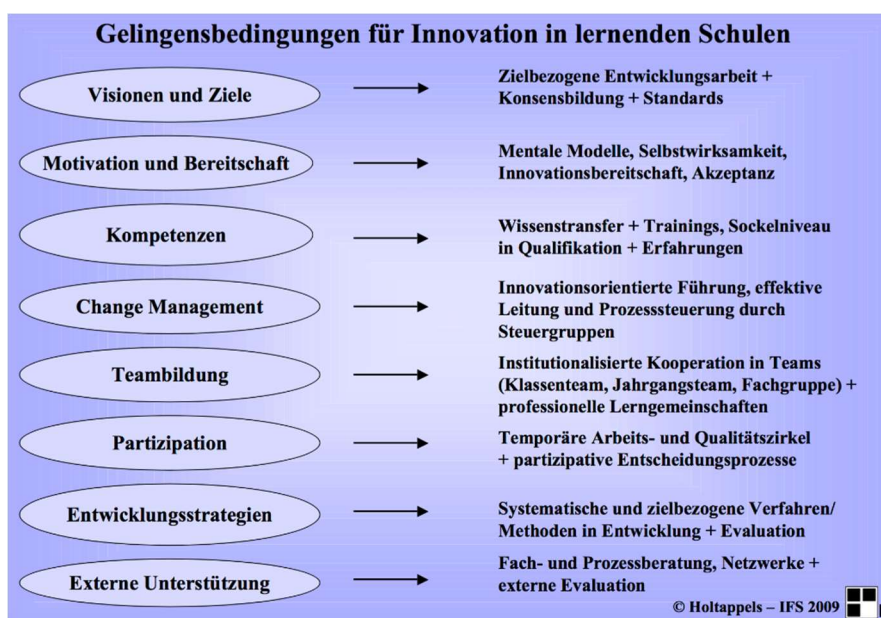 Gelingensbedingungen für Innovation in lernenden Schulen
Visionen und Ziele
Zielbezogene Entwicklungsarbeit +
Konsensbildung + Standards
Motivation und Bereitschaft
Mentale Modelle, Selbstwirksamkeit,
Innovationsbereitschaft, Akzeptanz
Kompetenzen
Wissenstransfer + Trainings, Sockelniveau
in Qualifikation + Erfahrungen
Change Management
Innovationsorientierte Führung, effektive
Leitung und Prozesssteuerung durch
Steuergruppen
Teambildung
Institutionalisierte Kooperation in Teams
(Klassenteam, Jahrgangsteam, Fachgruppe) +
professionelle Lerngemeinschaften
Partizipation
Temporäre Arbeits- und Qualitätszirkel
+ partizipative Entscheidungsprozesse
Entwicklungsstrategien
Systematische und zielbezogene Verfahren/
Methoden in Entwicklung + Evaluation
Externe Unterstützung
Fach- und Prozessberatung, Netzwerke +
externe Evaluation
© Holtappels – IFS 2009